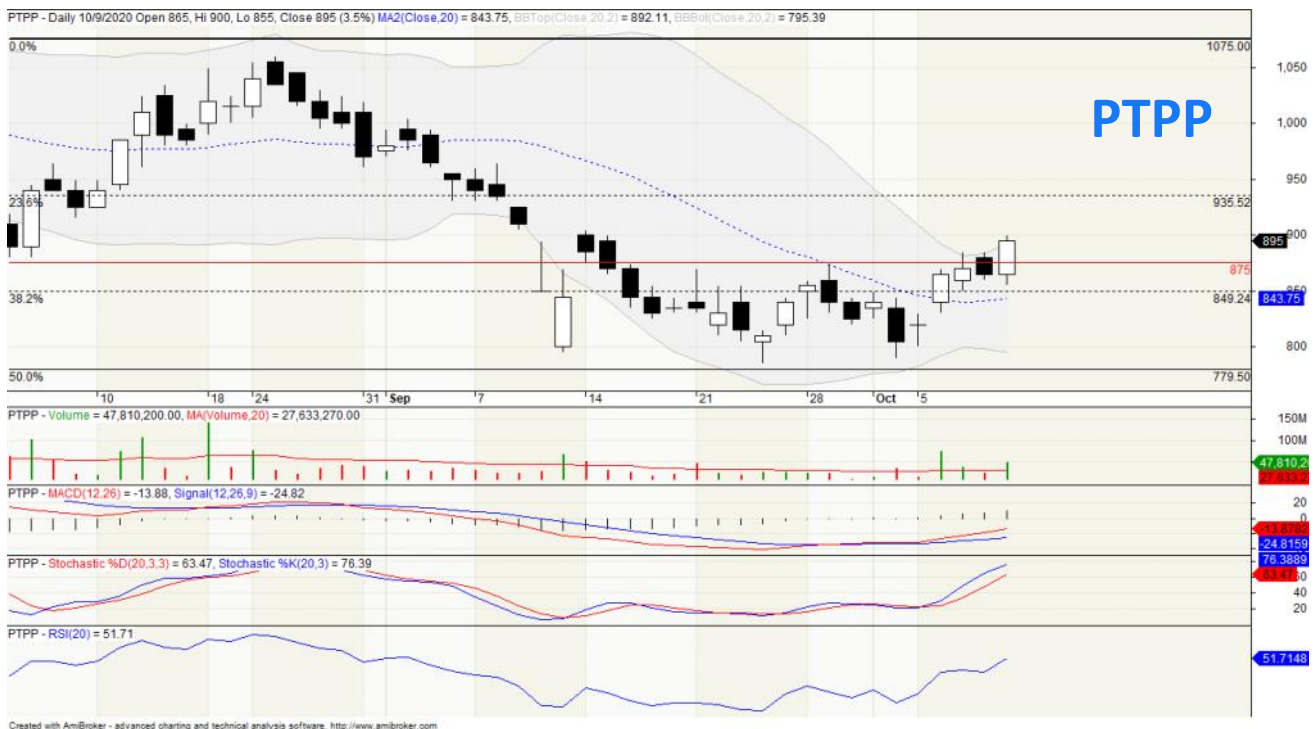 PTPP - Daily 10/9/2020 Open 865, Hi 900, Lo 855, Close 895 (3.5%) MA2(Close,20) = 843.75, BBTop(Close,20,2) = 892.11, BBBot(Close,20,2) = 795.39
0.0%
1075.00
1,050
PTPP
1,000
950
23.6%
935.52
900
895
875
850
38.2%
849.24
843.75
800
50.0%
779.50
10 18 24 31 Sep 7 14 21 28 Oct 5
PTPP - Volume = 47,810,200.00, MA(Volume,20) = 27,633,270.00
150M
100M
47,810,20
27,633,2
PTPP - MACD(12,26) = -13.88, Signal(12,26,9) = -24.82
20
0
-13.8782
-24.8159
PTPP - Stochastic %D(20,3,3) = 63.47, Stochastic %K(20,3) = 76.39
76.3889
63.47
40
20
PTPP - RSI(20) = 51.71
51.7148
Created with AmiBroker - advanced charting and technical analysis software. http://www.amibroker.com